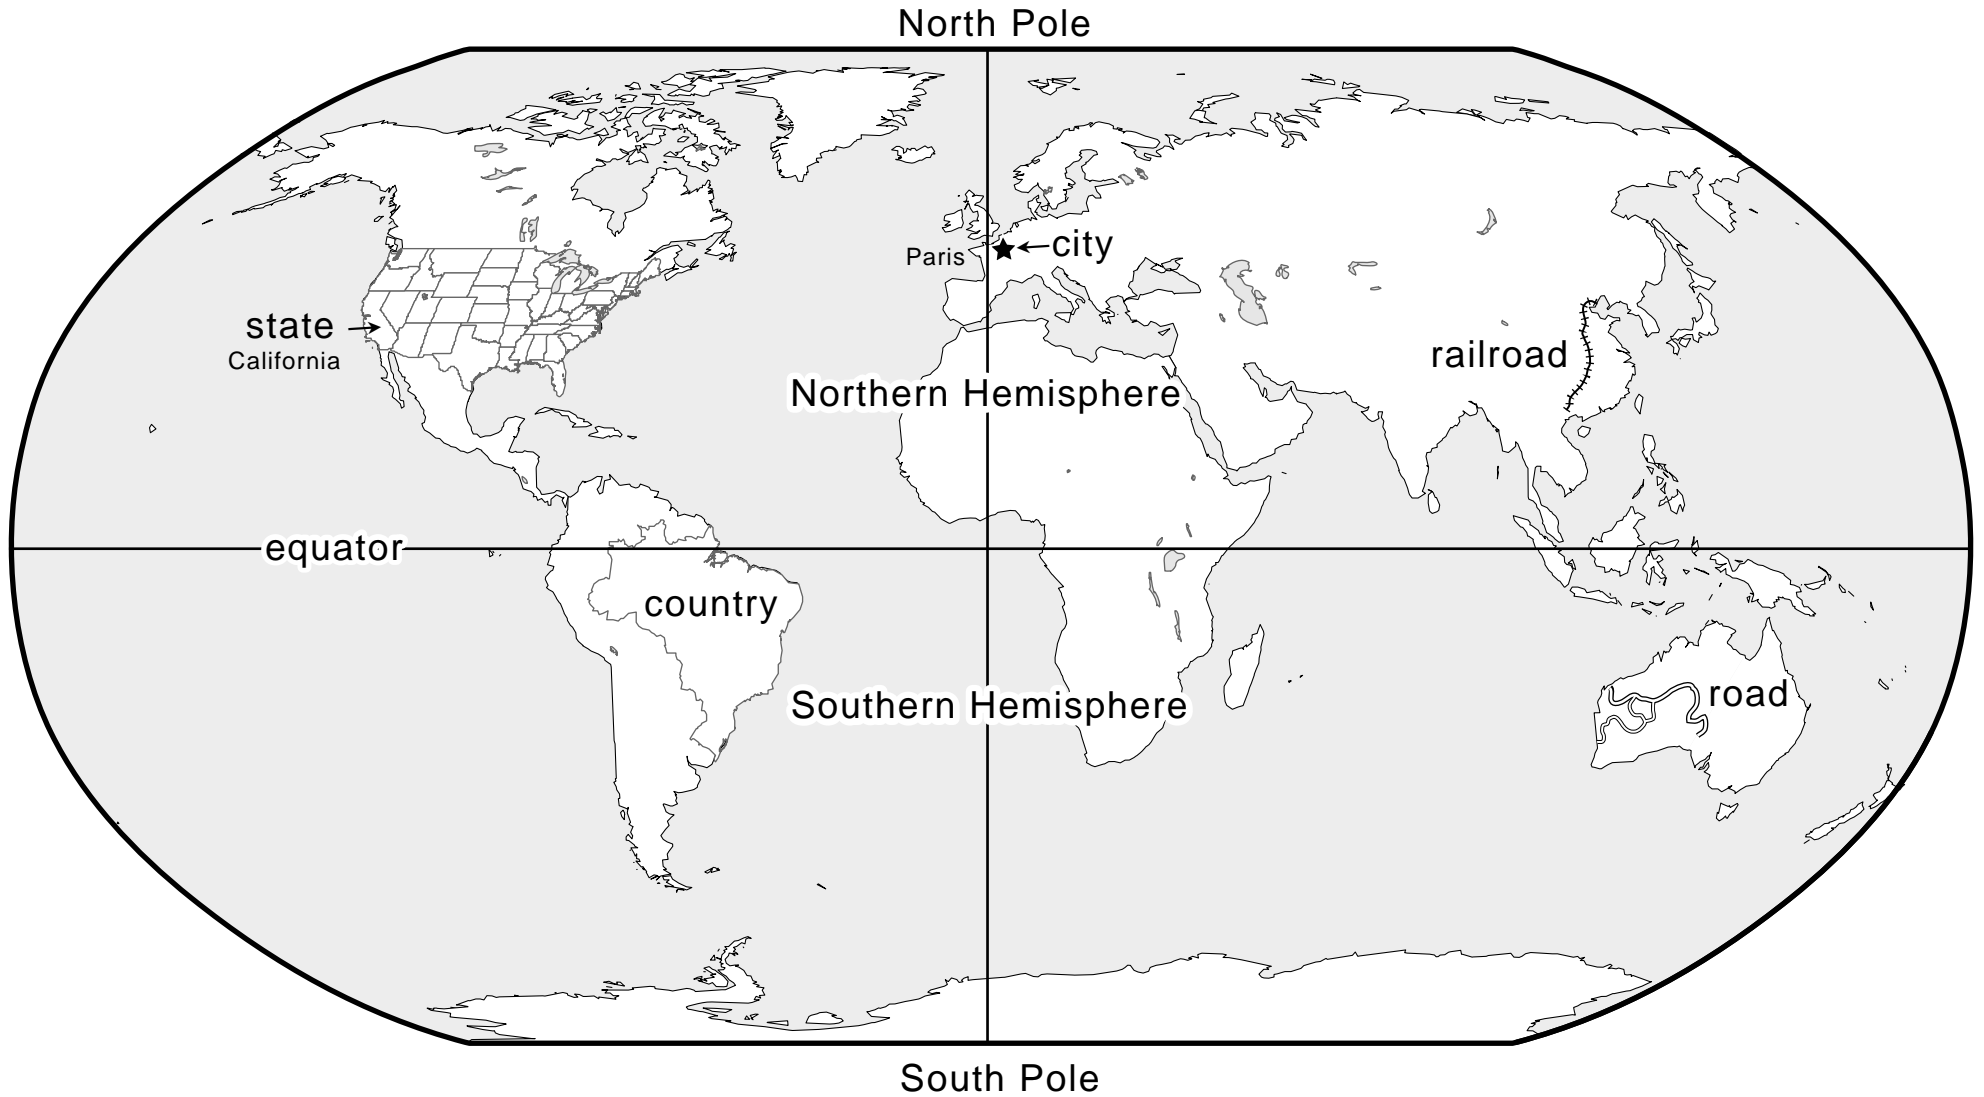 North Pole
city
Paris
state
California
railroad
Northern Hemisphere
equator
country
road
Southern Hemisphere
South Pole